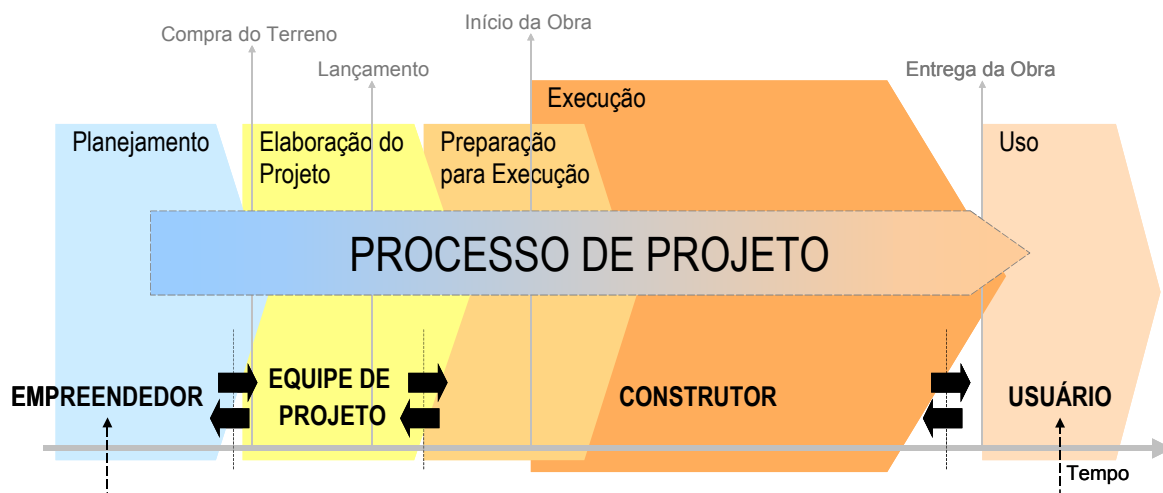 Compra do Terreno
Lançamento
Início da Obra
Entrega da Obra
Planejamento
Elaboração do
Projeto
Preparação
para Execução
Execução
Uso
PROCESSO DE PROJETO
EMPREENDEDOR
EQUIPE DE
PROJETO
CONSTRUTOR
USUÁRIO
Tempo